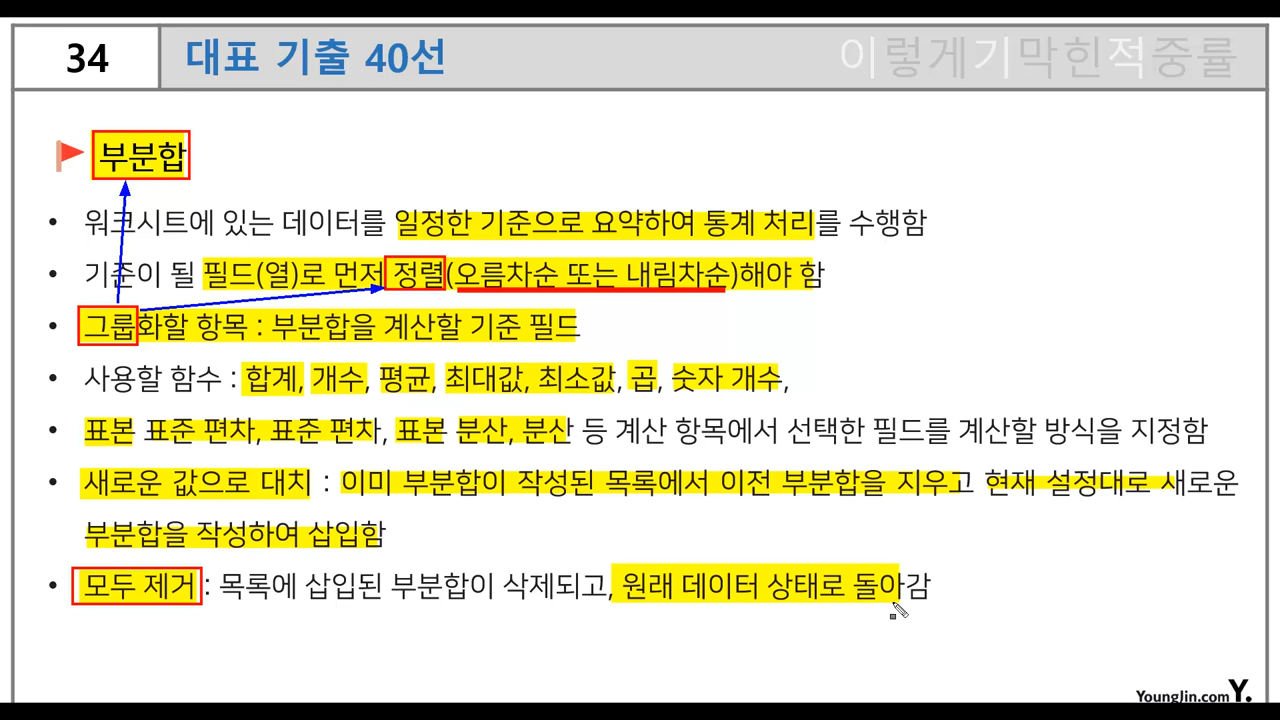 34
대표 기출 40선
이렇게기막힌적중률
부분합
• 워크시트에 있는 데이터를 일정한 기준으로 요약하여 통계 처리를 수행함
• 기준이 될 필드(열)로 먼저 정렬(오름차순 또는 내림차순)해야 함
• 그룹화할 항목 : 부분합을 계산할 기준 필드
• 사용할 함수 : 합계, 개수, 평균, 최대값, 최소값, 곱, 숫자 개수,
• 표본 표준 편차, 표준 편차, 표본 분산, 분산 등 계산 항목에서 선택한 필드를 계산할 방식을 지정함
• 새로운 값으로 대치 : 이미 부분합이 작성된 목록에서 이전 부분합을 지우고 현재 설정대로 새로운
부분합을 작성하여 삽입함
• 모두 제거 : 목록에 삽입된 부분합이 삭제되고, 원래 데이터 상태로 돌아감
YoungJin.com Y.